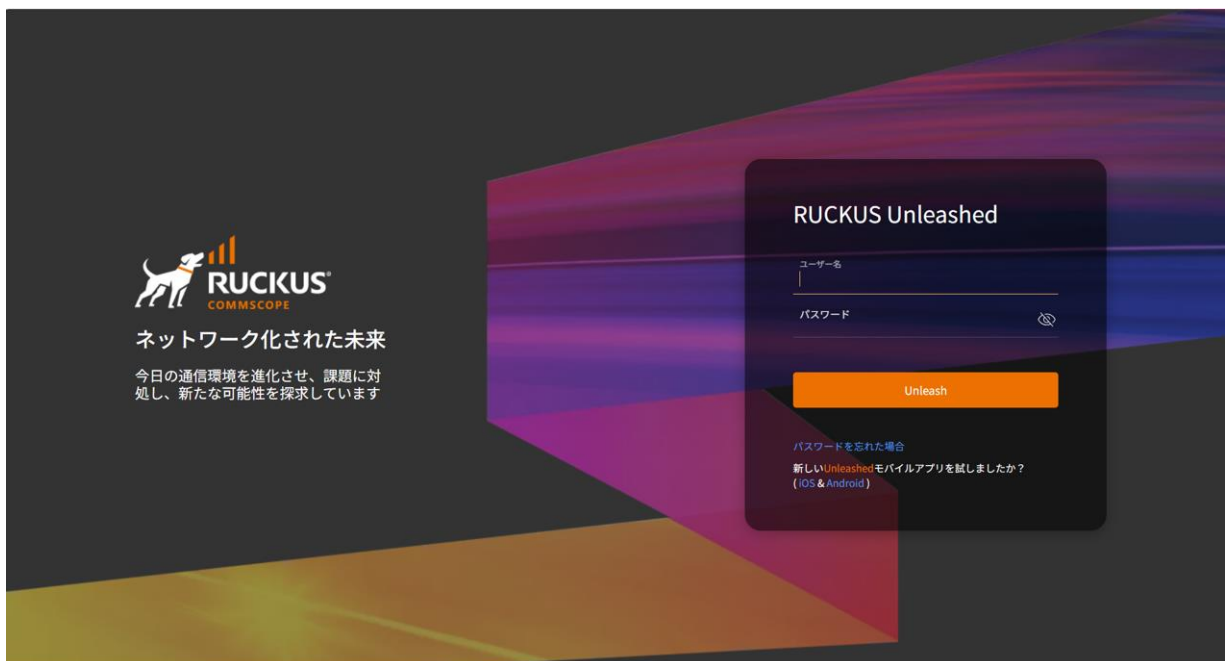 RUCKUS®
COMMSCOPE
ネットワーク化された未来
今日の通信環境を進化させ、課題に対
処し、新たな可能性を探求しています
RUCKUS Unleashed
ユーザー名
パスワード
Unleash
パスワードを忘れた場合
新しいUnleashedモバイルアプリを試しましたか？
( iOS & Android )